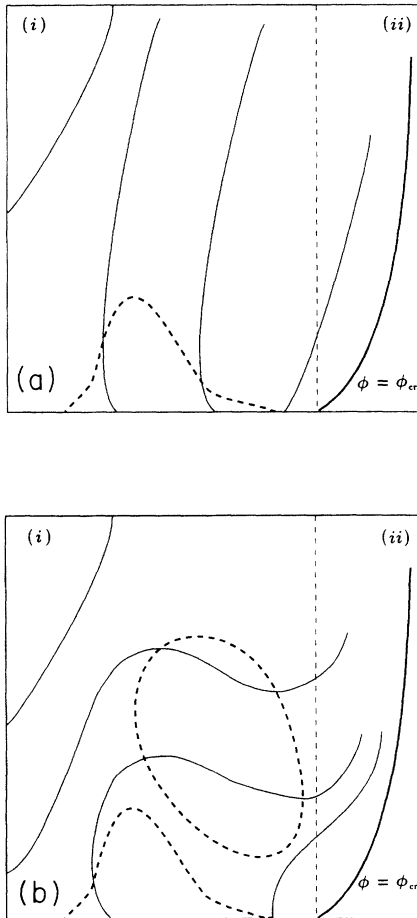 (i) (ii)
(a) ϕ = ϕcr
(i) (ii)
(b) ϕ = ϕcr